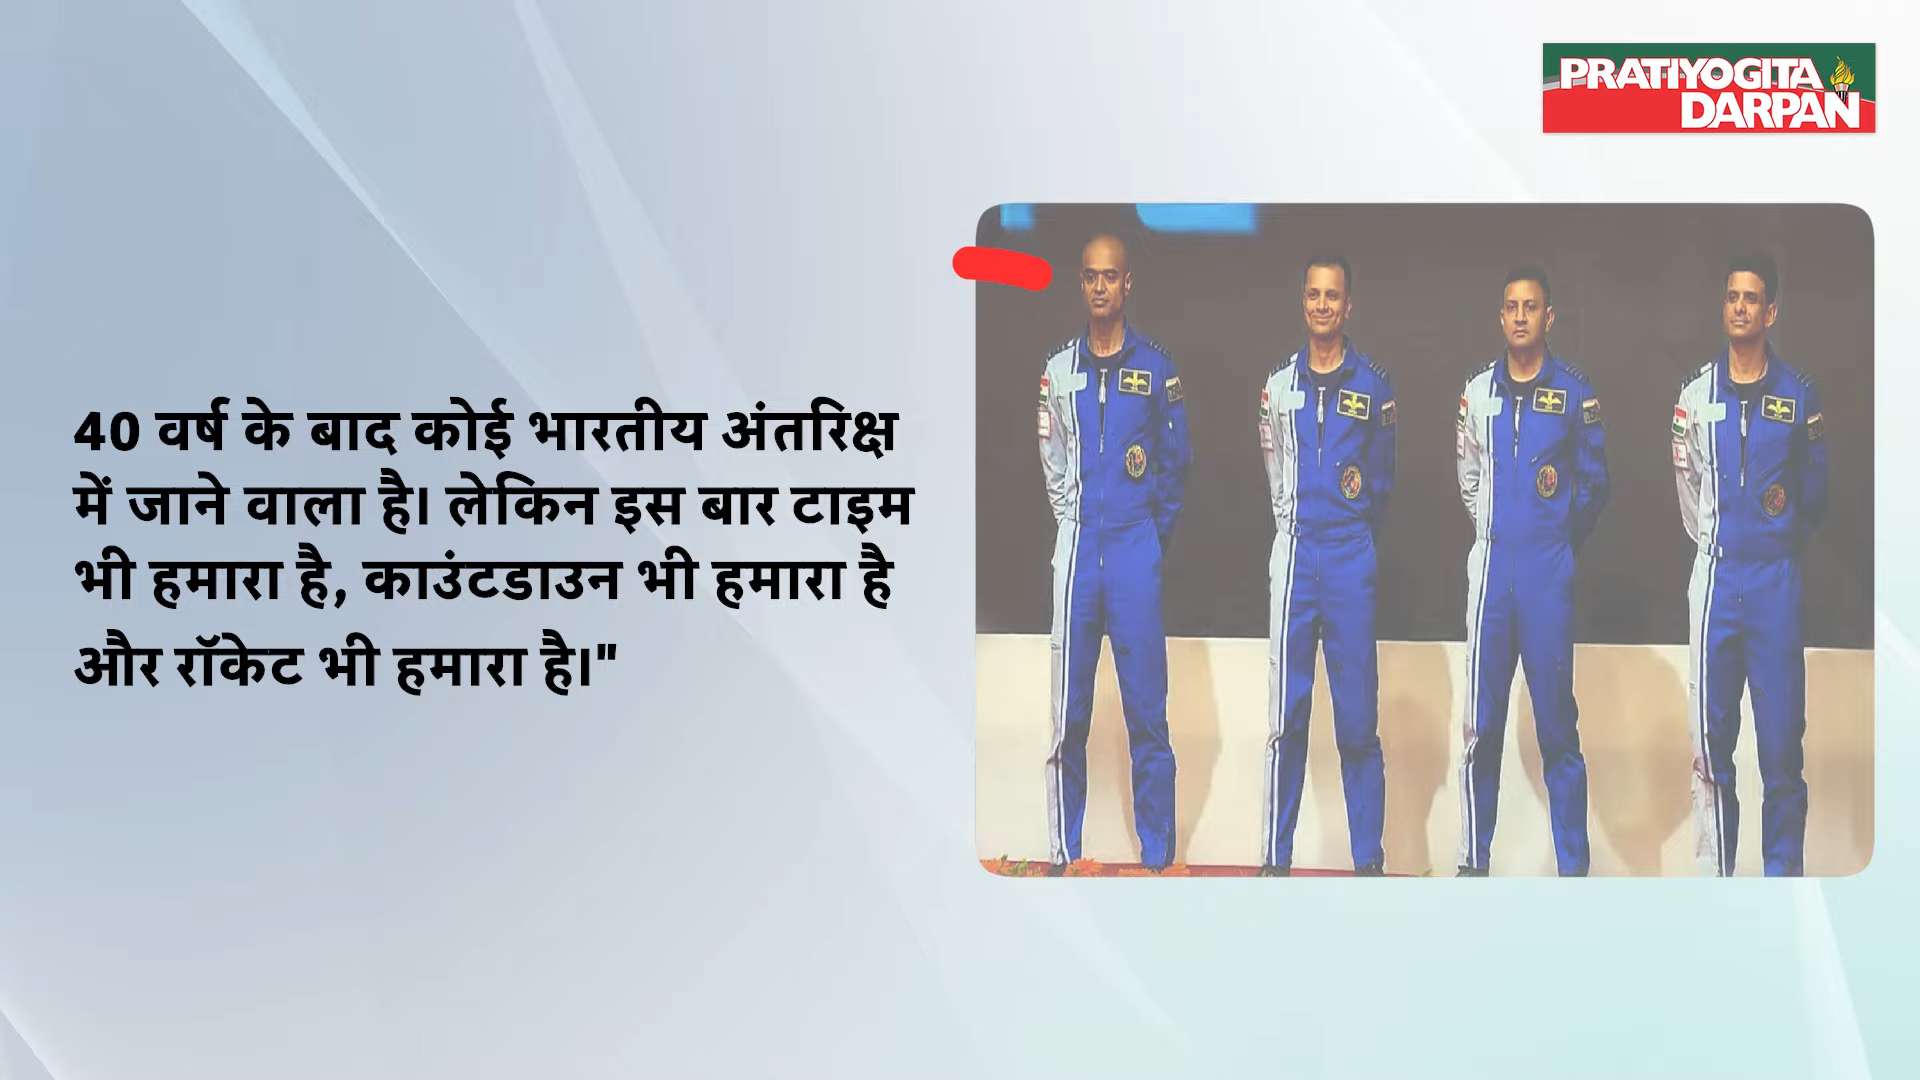 PRATIYOGITA
DARPAN
40 वर्ष के बाद कोई भारतीय अंतरिक्ष
में जाने वाला है। लेकिन इस बार टाइम
भी हमारा है, काउंटडाउन भी हमारा है
और रॉकेट भी हमारा है।"